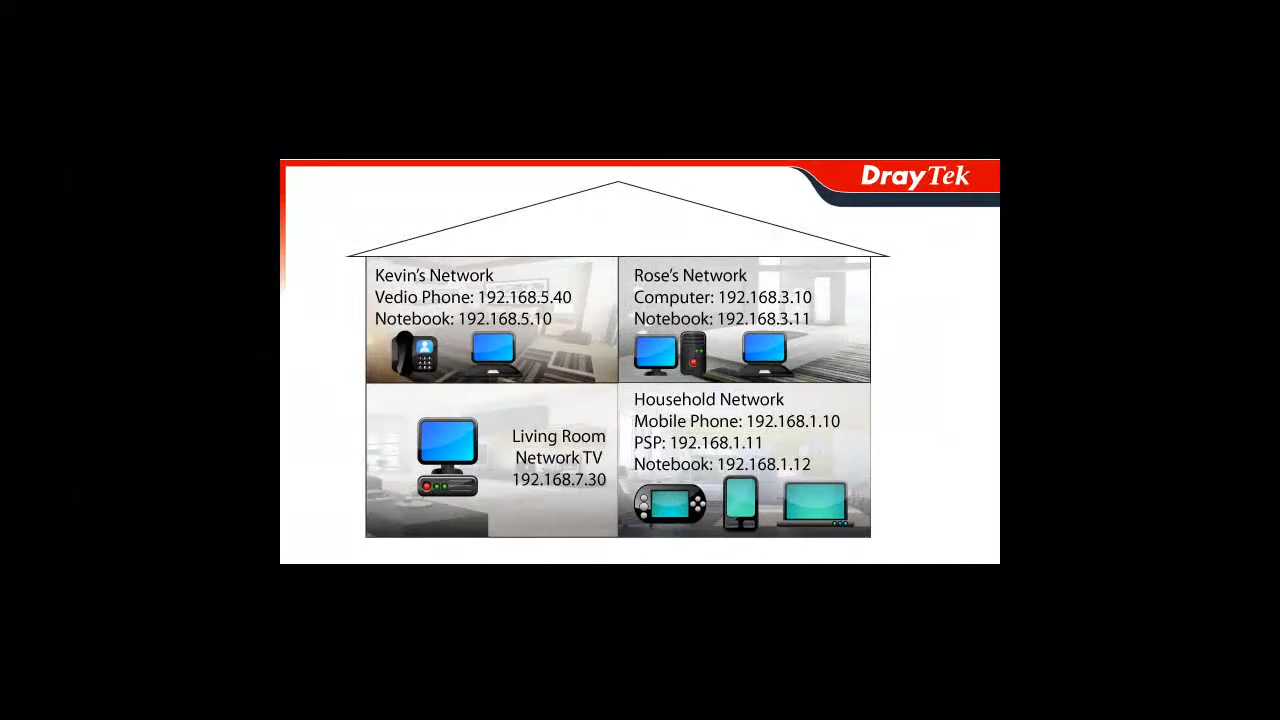 DrayTek
Kevin's Network
Vedio Phone: 192.168.5.40
Notebook: 192.168.5.10
Rose's Network
Computer: 192.168.3.10
Notebook: 192.168.3.11
Living Room
Network TV
192.168.7.30
Household Network
Mobile Phone: 192.168.1.10
PSP: 192.168.1.11
Notebook: 192.168.1.12